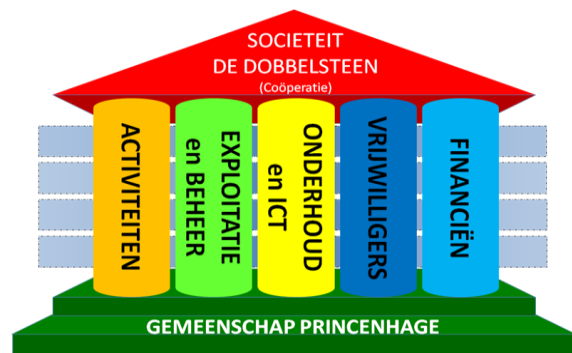 SOCIETEIT
DE DOBBELSTEEN
(Coöperatie)
ACTIVITEITEN
EXPLOITATIE
en BEHEER
ONDERHOUD
en ICT
VRIJWILLIGERS
FINANCIËN
GEMEENSCHAP PRINCENHAGE